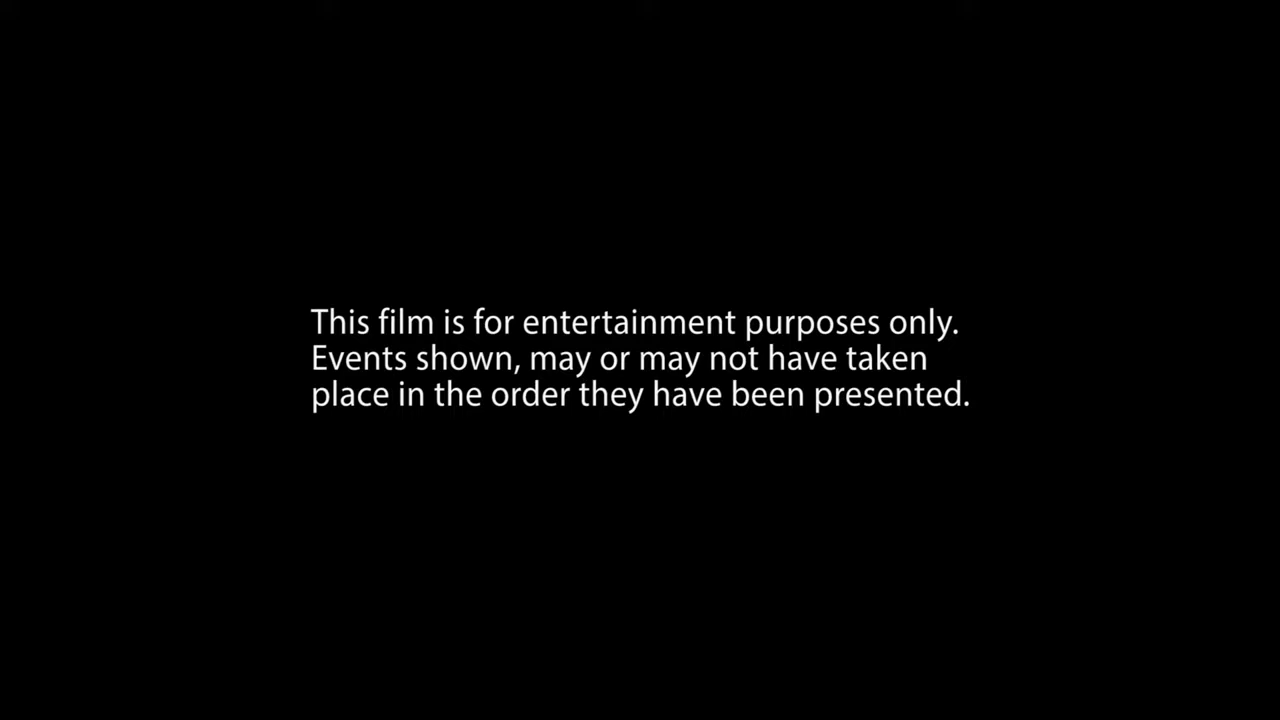 This film is for entertainment purposes only.
Events shown, may or may not have taken
place in the order they have been presented.